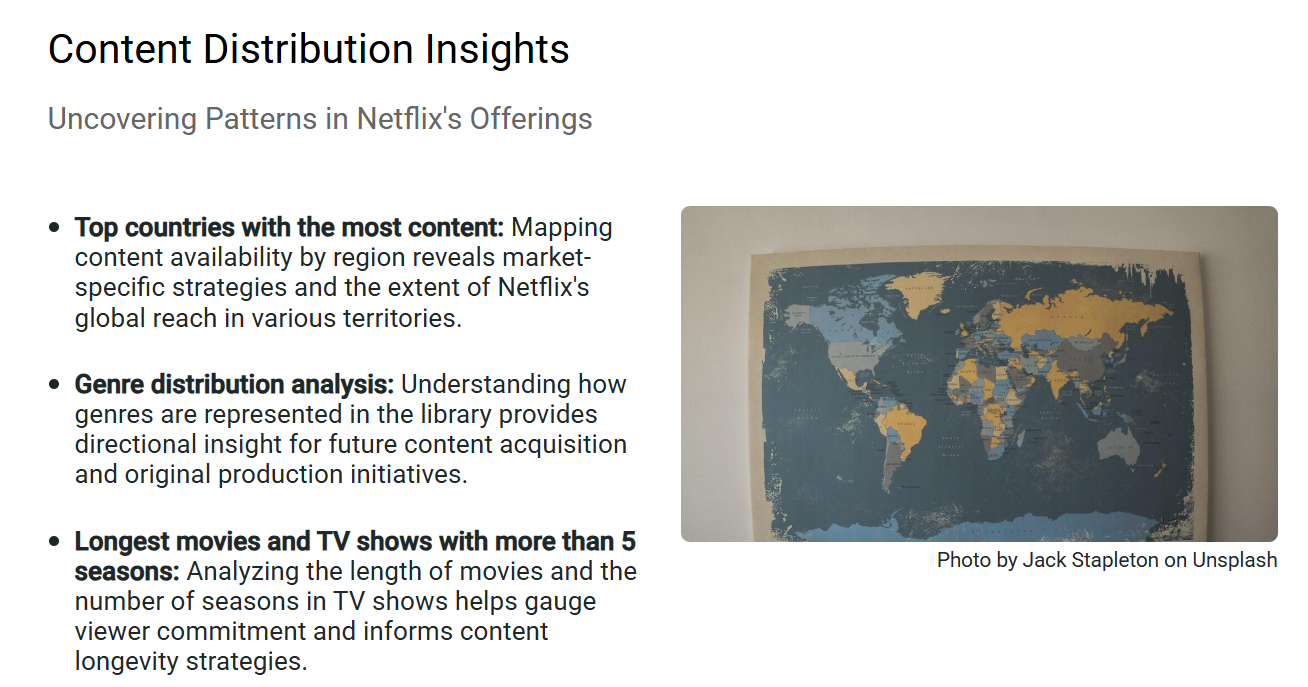 Content Distribution Insights
Uncovering Patterns in Netflix's Offerings
• Top countries with the most content: Mapping
content availability by region reveals market-
specific strategies and the extent of Netflix's
global reach in various territories.
• Genre distribution analysis: Understanding how
genres are represented in the library provides
directional insight for future content acquisition
and original production initiatives.
• Longest movies and TV shows with more than 5
seasons: Analyzing the length of movies and the
number of seasons in TV shows helps gauge
viewer commitment and informs content
longevity strategies.
Photo by Jack Stapleton on Unsplash